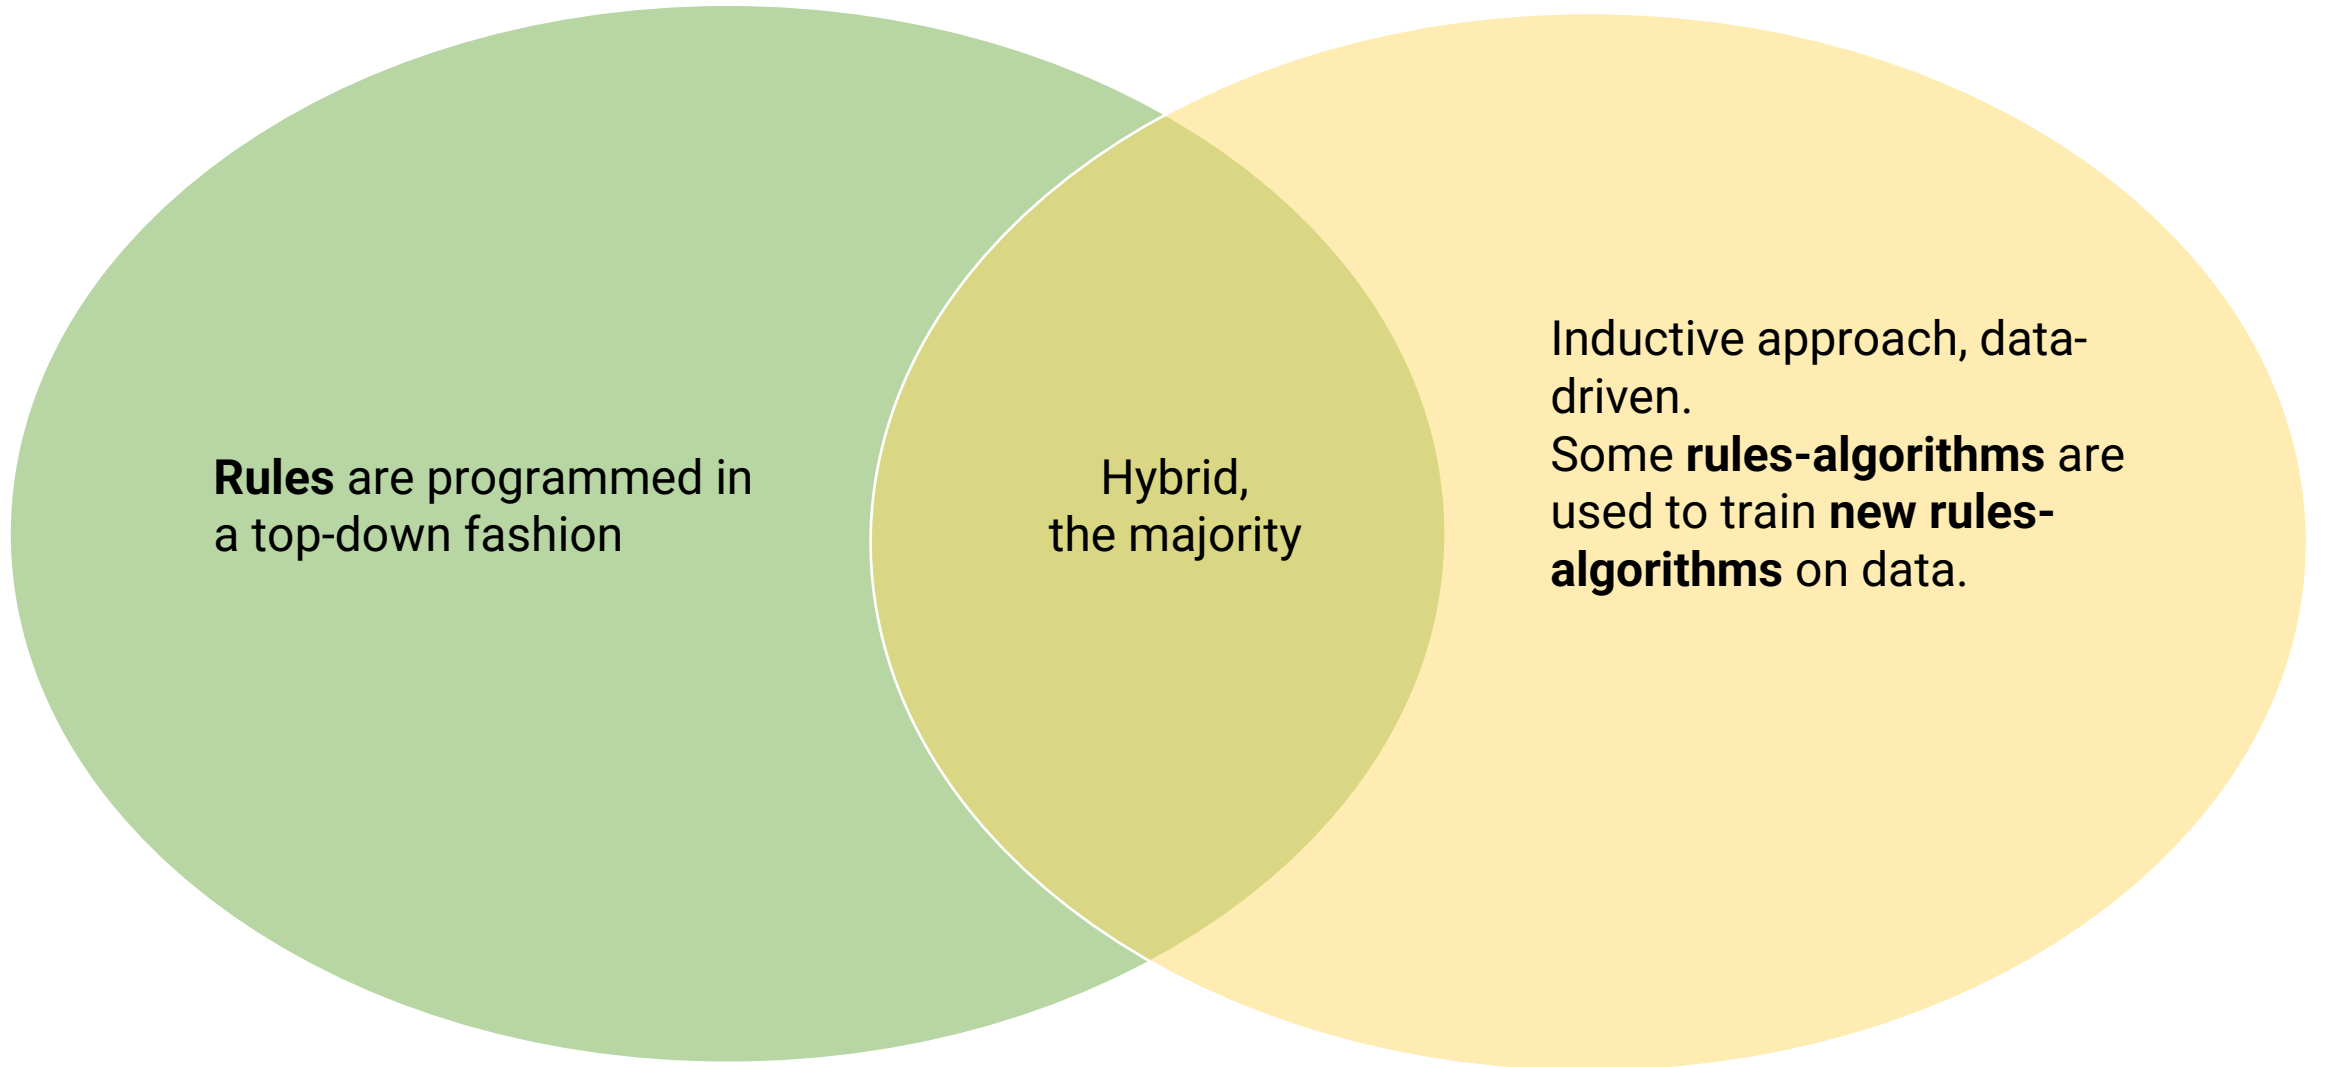 Rules are programmed in
a top-down fashion
Hybrid,
the majority
Inductive approach, data-
driven.
Some rules-algorithms are
used to train new rules-
algorithms on data.